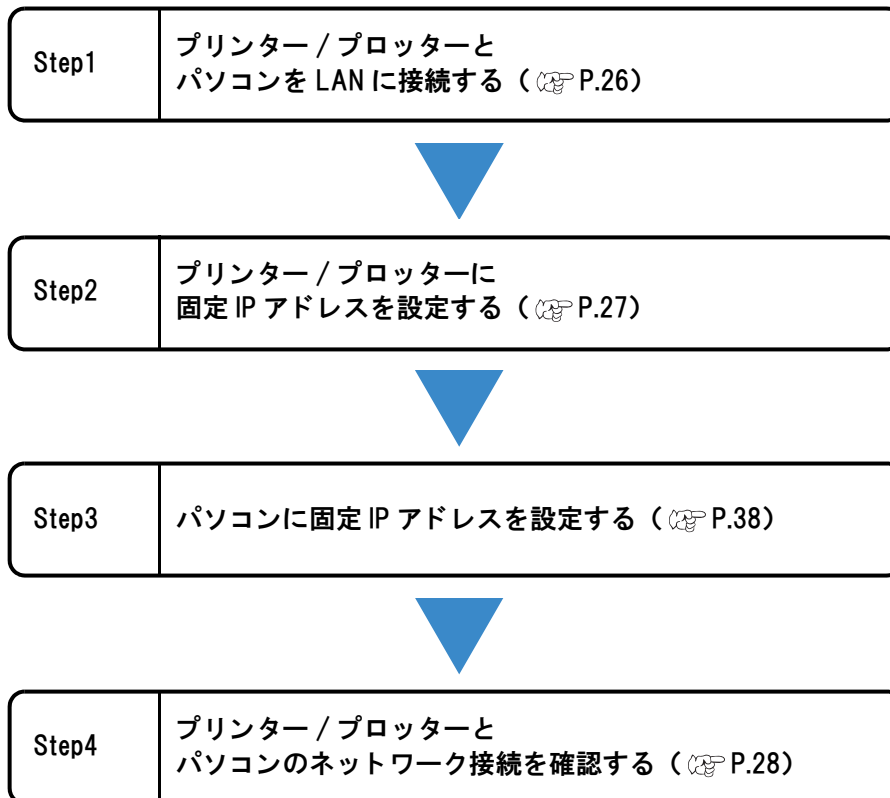 Step1
プリンター / プロッターと
パソコンを LAN に接続する（ P.26）
Step2
プリンター / プロッターに
固定 IP アドレスを設定する（ P.27）
Step3
パソコンに固定 IP アドレスを設定する（ P.38）
Step4
プリンター / プロッターと
パソコンのネットワーク接続を確認する（ P.28）